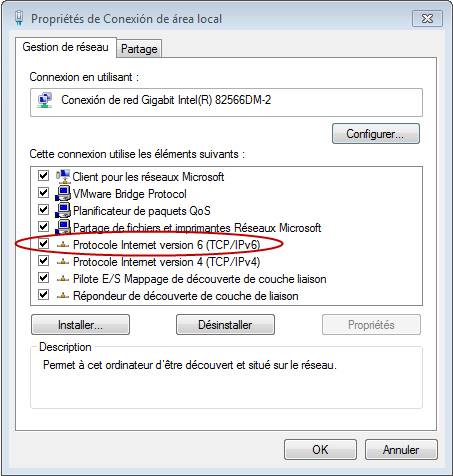 Propriétés de Conexión de área local
Gestion de réseau
Partage
Connexion en utilisant :
Conexión de red Gigabit Intel(R) 82566DM-2
Configurer...
Cette connexion utilise les éléments suivants :
Client pour les réseaux Microsoft
VMware Bridge Protocol
Planificateur de paquets QoS
Partage de fichiers et imprimantes Réseaux Microsoft
Protocole Internet version 6 (TCP/IPv6)
Protocole Internet version 4 (TCP/IPv4)
Pilote E/S Mappage de découverte de couche liaison
Répondeur de découverte de couche de liaison
Installer...
Désinstaller
Propriétés
Description
Permet à cet ordinateur d'être découvert et situé sur le réseau.
OK
Annuler